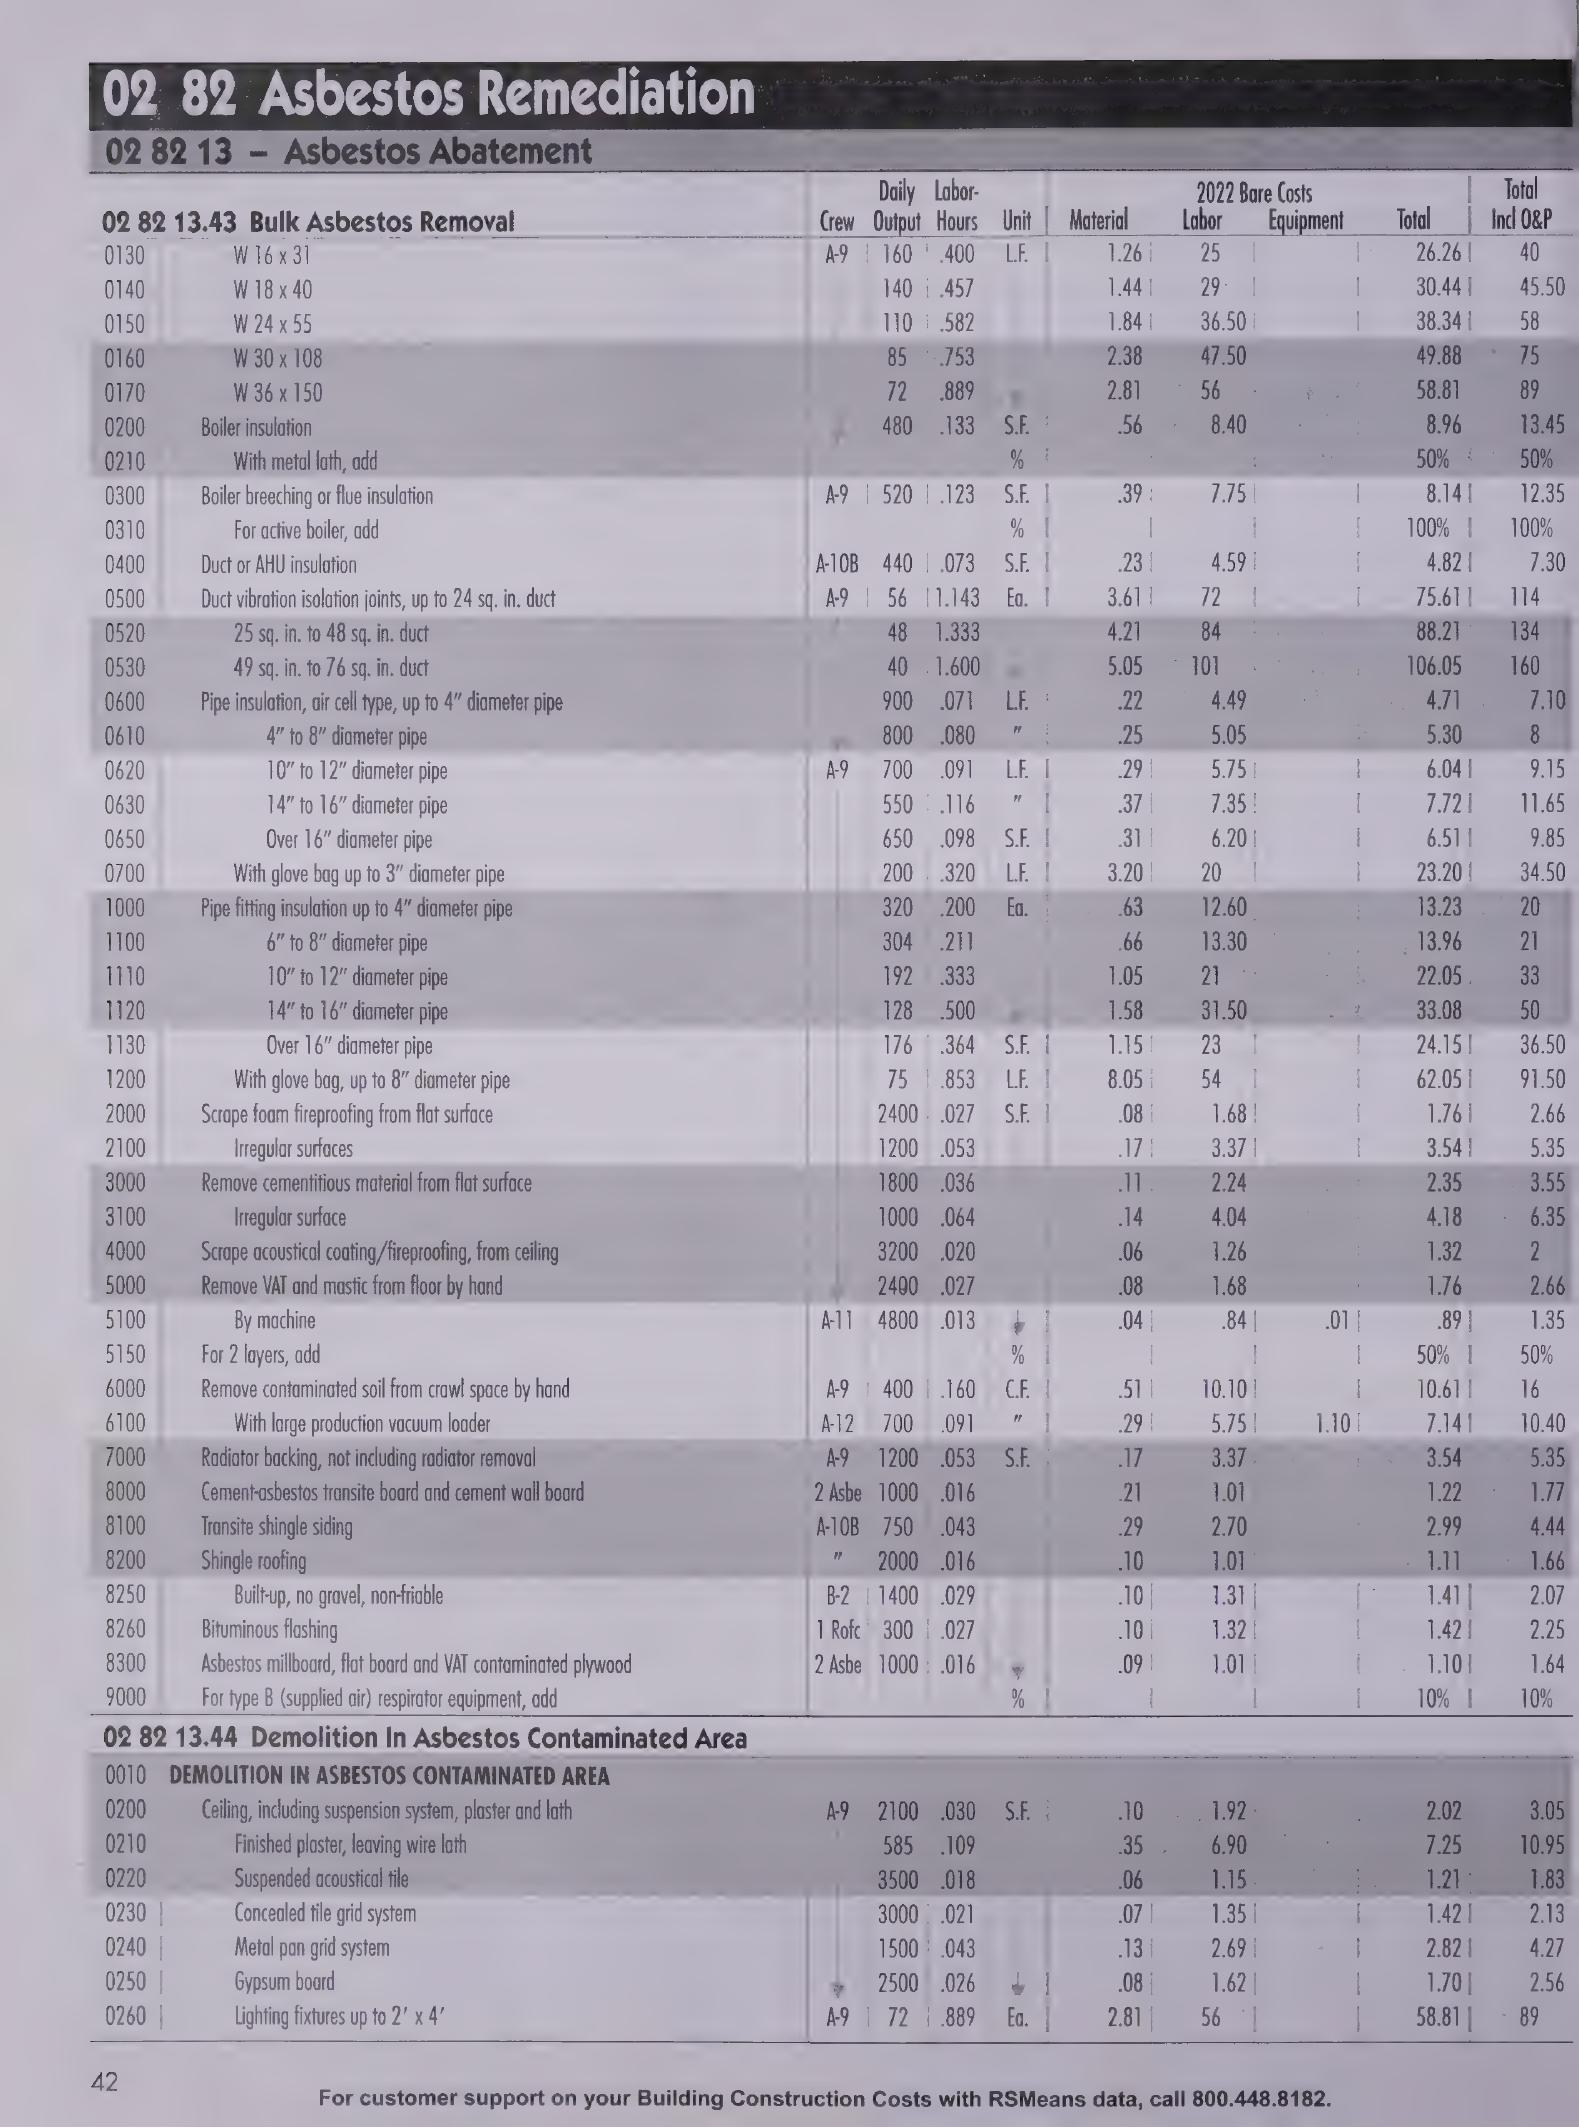 02 82 Asbestos Remediation
02 82 13 – Asbestos Abatement
Daily Labor- 2022 Bare Costs Total
02 82 13.43 Bulk Asbestos Removal Crew Output Hours Unit Material Labor Equipment Total Incl O&P
0130 W 16 x 31 A-9 160 .400 L.F. 1.26 25 26.26 40
0140 W 18 x 40 140 .457 1.44 29 30.44 45.50
0150 W 24 x 55 110 .582 1.84 36.50 38.34 58
0160 W 30 x 108 85 .753 2.38 47.50 49.88 75
0170 W 36 x 150 72 .889 2.81 56 58.81 89
0200 Boiler insulation 480 .133 S.F. .56 8.40 8.96 13.45
0210 With metal lath, add % 50% 50%
0300 Boiler breeching or flue insulation A-9 520 .123 S.F. .39 7.75 8.14 12.35
0310 For active boiler, add % 100% 100%
0400 Duct or AHU insulation A-10B 440 .073 S.F. .23 4.59 4.82 7.30
0500 Duct vibration isolation joints, up to 24 sq. in. duct A-9 56 1.143 Ea. 3.61 72 75.61 114
0520 25 sq. in. to 48 sq. in. duct 48 1.333 4.21 84 88.21 134
0530 49 sq. in. to 76 sq. in. duct 40 1.600 5.05 101 106.05 160
0600 Pipe insulation, air cell type, up to 4" diameter pipe 900 .071 L.F. .22 4.49 4.71 7.10
0610 4" to 8" diameter pipe 800 .080 " .25 5.05 5.30 8
0620 10" to 12" diameter pipe A-9 700 .091 L.F. .29 5.75 6.04 9.15
0630 14" to 16" diameter pipe 550 .116 " .37 7.35 7.72 11.65
0650 Over 16" diameter pipe 650 .098 S.F. .31 6.20 6.51 9.85
0700 With glove bag up to 3" diameter pipe 200 .320 L.F. 3.20 20 23.20 34.50
1000 Pipe fitting insulation up to 4" diameter pipe 320 .200 Ea. .63 12.60 13.23 20
1100 6" to 8" diameter pipe 304 .211 .66 13.30 13.96 21
1110 10" to 12" diameter pipe 192 .333 1.05 21 22.05 33
1120 14" to 16" diameter pipe 128 .500 1.58 31.50 33.08 50
1130 Over 16" diameter pipe 176 .364 S.F. 1.15 23 24.15 36.50
1200 With glove bag, up to 8" diameter pipe 75 .853 L.F. 8.05 54 62.05 91.50
2000 Scrape foam fireproofing from flat surface 2400 .027 S.F. .08 1.68 1.76 2.66
2100 Irregular surfaces 1200 .053 .17 3.37 3.54 5.35
3000 Remove cementitious material from flat surface 1800 .036 .11 2.24 2.35 3.55
3100 Irregular surface 1000 .064 .14 4.04 4.18 6.35
4000 Scrape acoustical coating/fireproofing, from ceiling 3200 .020 .06 1.26 1.32 2
5000 Remove VAT and mastic from floor by hand 2400 .027 .08 1.68 1.76 2.66
5100 By machine A-11 4800 .013 .04 .84 .01 .89 1.35
5150 For 2 layers, add % 50% 50%
6000 Remove contaminated soil from crawl space by hand A-9 400 .160 C.F. .51 10.10 10.61 16
6100 With large production vacuum loader A-12 700 .091 " .29 5.75 1.10 7.14 10.40
7000 Radiator backing, not including radiator removal A-9 1200 .053 S.F. .17 3.37 3.54 5.35
8000 Cement-asbestos transite board and cement wall board 2 Asbe 1000 .016 .21 1.01 1.22 1.77
8100 Transite shingle siding A-10B 750 .043 .29 2.70 2.99 4.44
8200 Shingle roofing " 2000 .016 .10 1.01 1.11 1.66
8250 Built-up, no gravel, non-friable B-2 1400 .029 .10 1.31 1.41 2.07
8260 Bituminous flashing 1 Rofc 300 .027 .10 1.32 1.42 2.25
8300 Asbestos millboard, flat board and VAT contaminated plywood 2 Asbe 1000 .016 .09 1.01 1.10 1.64
9000 For type B (supplied air) respirator equipment, add % 10% 10%
02 82 13.44 Demolition In Asbestos Contaminated Area
0010 DEMOLITION IN ASBESTOS CONTAMINATED AREA
0200 Ceiling, including suspension system, plaster and lath A-9 2100 .030 S.F. .10 1.92 2.02 3.05
0210 Finished plaster, leaving wire lath 585 .109 .35 6.90 7.25 10.95
0220 Suspended acoustical tile 3500 .018 .06 1.15 1.21 1.83
0230 Concealed tile grid system 3000 .021 .07 1.35 1.42 2.13
0240 Metal pan grid system 1500 .043 .13 2.69 2.82 4.27
0250 Gypsum board 2500 .026 .08 1.62 1.70 2.56
0260 Lighting fixtures up to 2' x 4' A-9 72 .889 Ea. 2.81 56 58.81 89
42
For customer support on your Building Construction Costs with RSMeans data, call 800.448.8182.